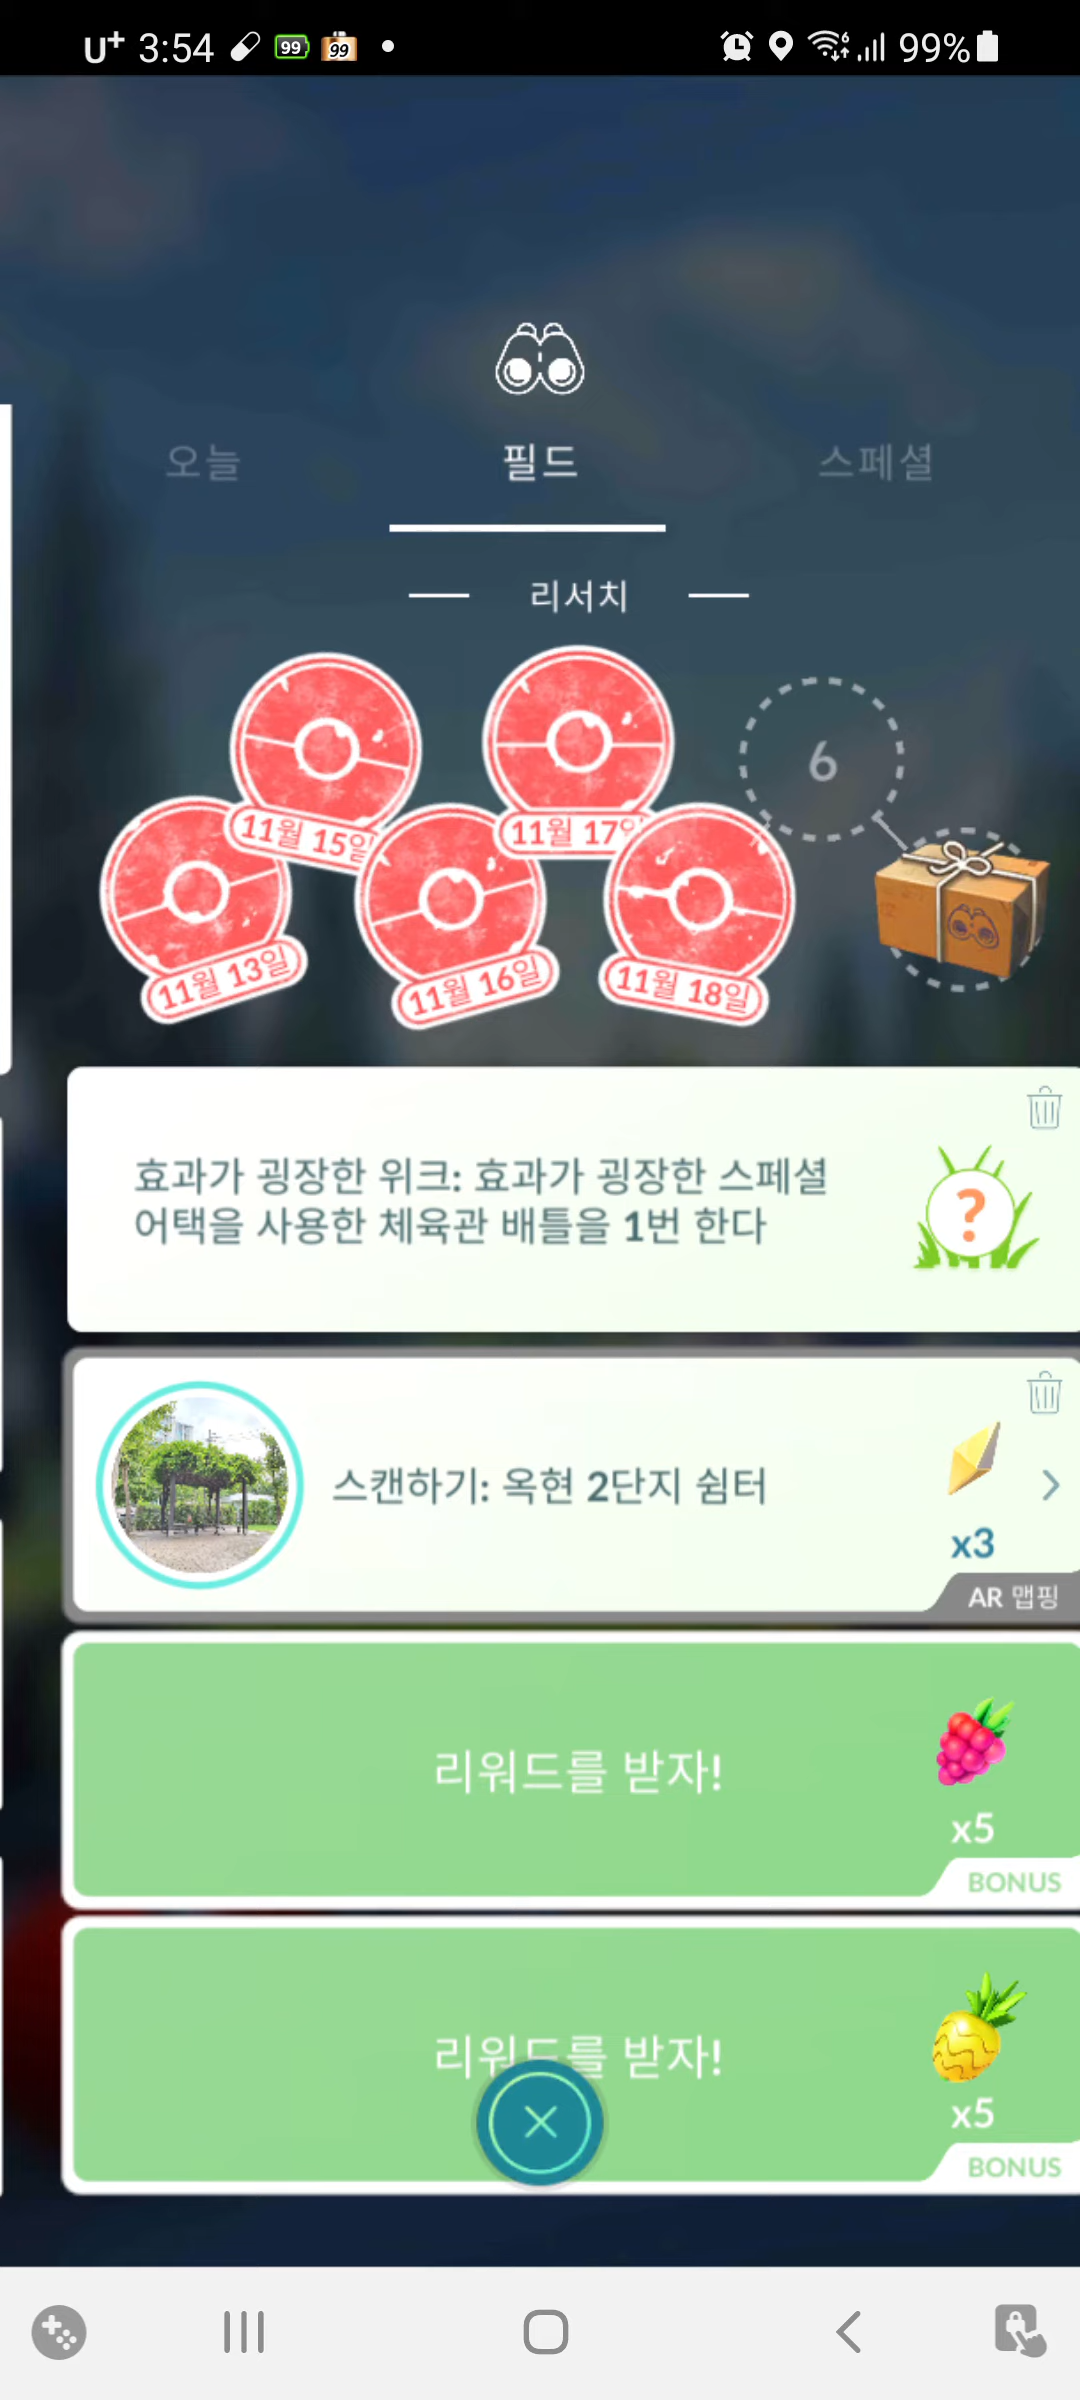 U+ 3:54 99 99 99%
오늘 필드 스페셜
리서치
11월 13일
11월 15일
11월 16일
11월 17일
11월 18일
6
효과가 굉장한 위크: 효과가 굉장한 스페셜
어택을 사용한 체육관 배틀을 1번 한다
?
스캔하기: 옥현 2단지 쉼터
x3
AR 맵핑
리워드를 받자!
x5
BONUS
리워드를 받자!
x5
BONUS